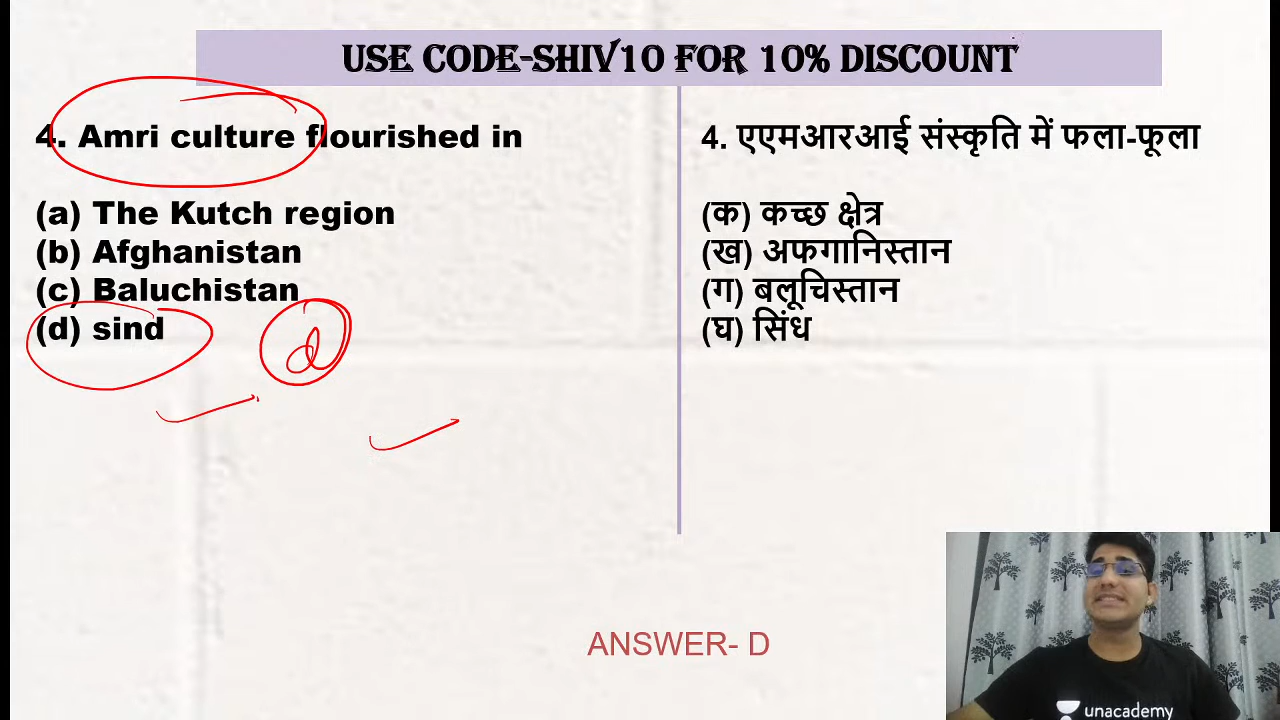 USE CODE-SHIV10 FOR 10% DISCOUNT
4. Amri culture flourished in
(a) The Kutch region
(b) Afghanistan
(c) Baluchistan
(d) sind
d
4. एएमआरआई संस्कृति में फला-फूला
(क) कच्छ क्षेत्र
(ख) अफगानिस्तान
(ग) बलूचिस्तान
(घ) सिंध
ANSWER- D
unacademy